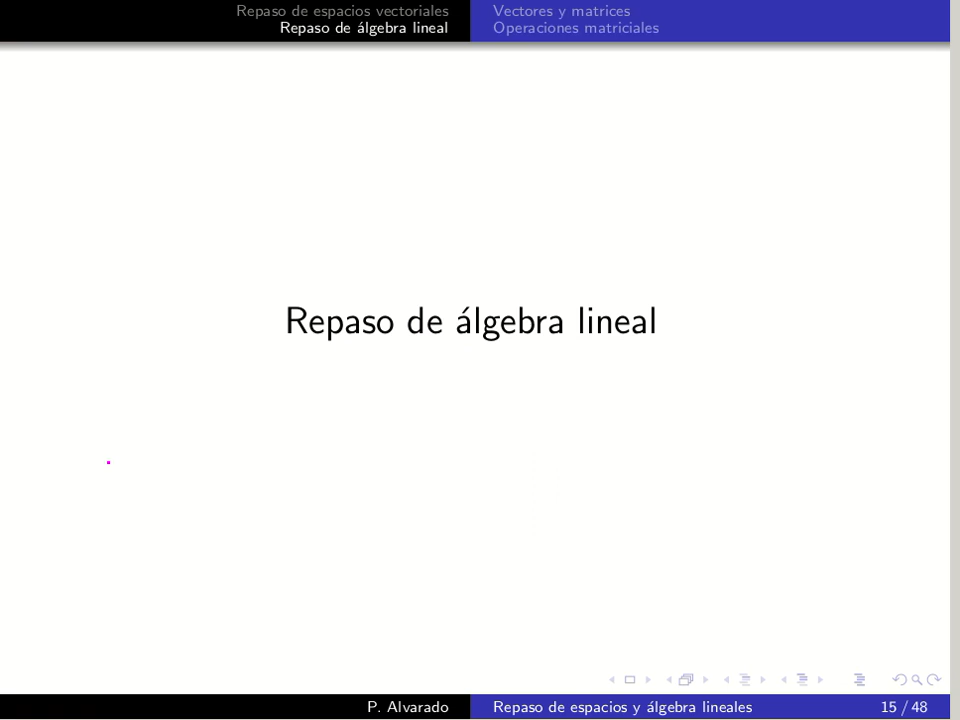 Repaso de espacios vectoriales
Repaso de álgebra lineal
Vectores y matrices
Operaciones matriciales
Repaso de álgebra lineal
P. Alvarado
Repaso de espacios y álgebra lineales
15 / 48